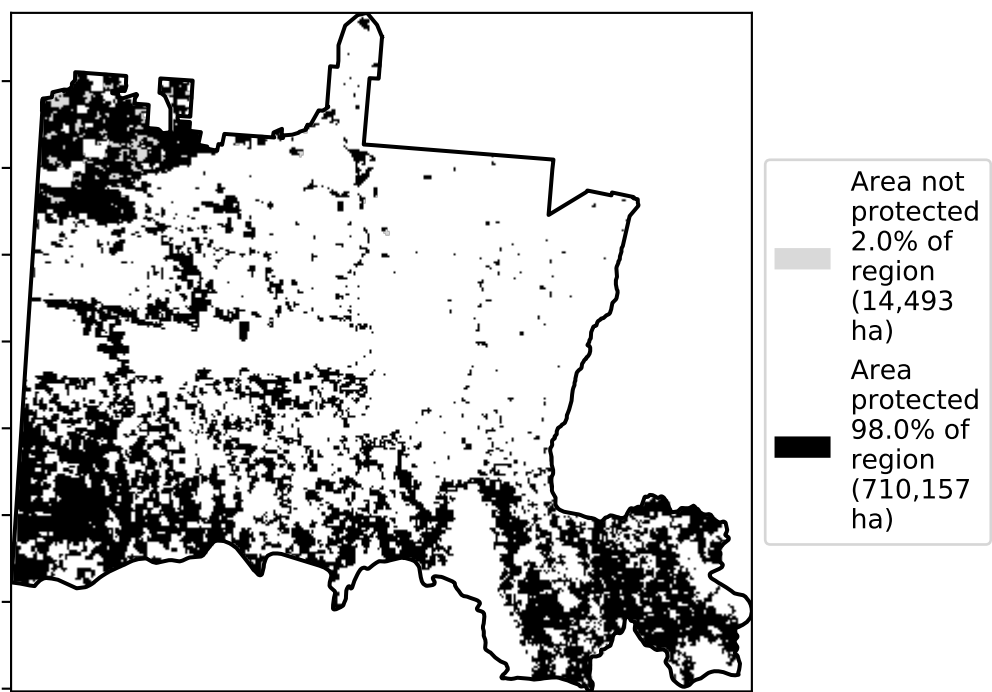 Area not
protected
2.0% of
region
(14,493
ha)
Area
protected
98.0% of
region
(710,157
ha)